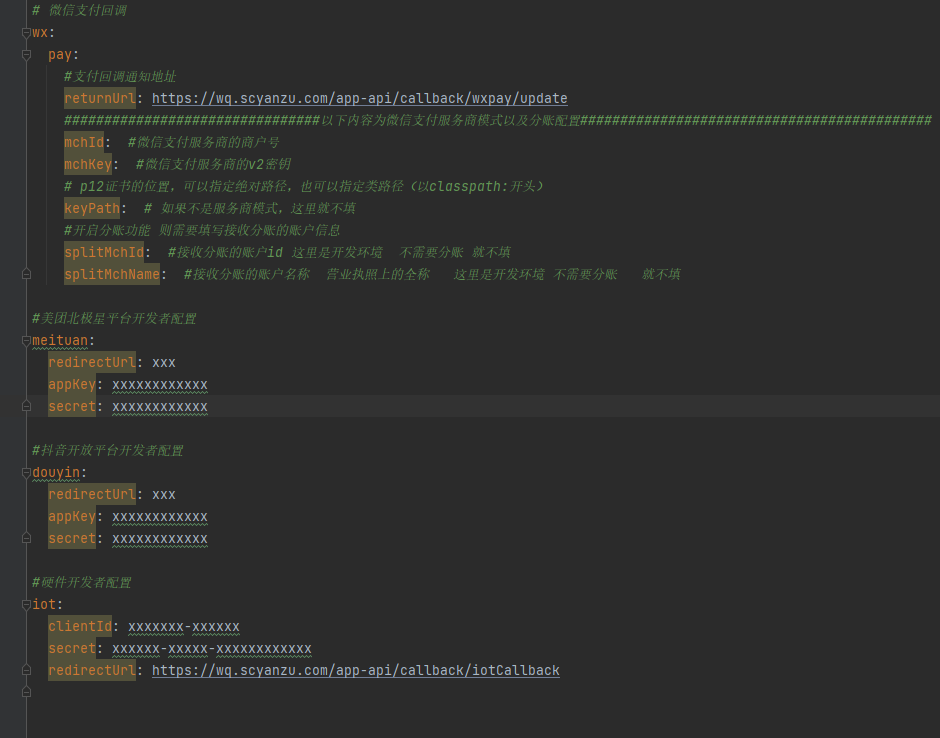 # 微信支付回调
wx:
pay:
#支付回调通知地址
returnUrl: https://wq.scyanzu.com/app-api/callback/wxpay/update
################################以下内容为微信支付服务商模式以及分账配置############################################
mchId:  #微信支付服务商的商户号
mchKey:  #微信支付服务商的v2密钥
# p12证书的位置，可以指定绝对路径，也可以指定类路径（以classpath:开头）
keyPath:  # 如果不是服务商模式，这里就不填
#开启分账功能 则需要填写接收分账的账户信息
splitMchId:  #接收分账的账户id 这里是开发环境  不需要分账 就不填
splitMchName:  #接收分账的账户名称  营业执照上的全称   这里是开发坏境 不需要分账   就不填
#美团北极星平台开发者配置
meituan:
redirectUrl: xxx
appKey: xxxxxxxxxxxx
secret: xxxxxxxxxxxx
#抖音开放平台开发者配置
douyin:
redirectUrl: xxx
appKey: xxxxxxxxxxxx
secret: xxxxxxxxxxxx
#硬件开发者配置
iot:
clientId: xxxxxxx-xxxxxx
secret: xxxxxx-xxxxx-xxxxxxxxxxxx
redirectUrl: https://wq.scyanzu.com/app-api/callback/iotCallback